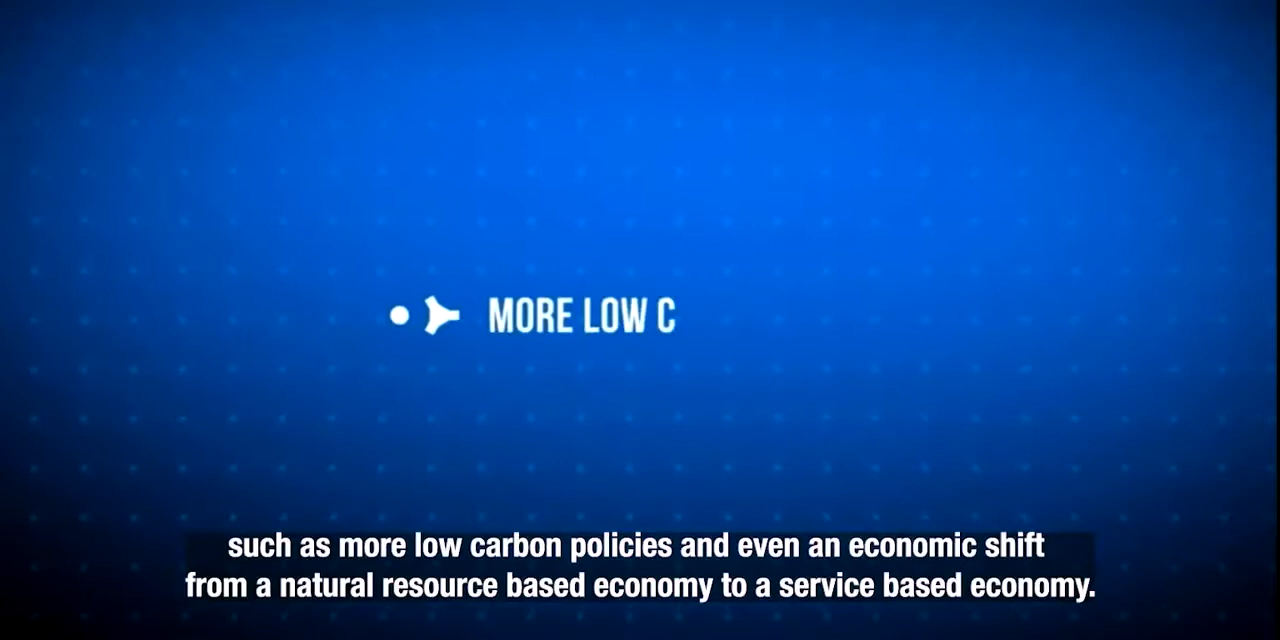 MORE LOW C
such as more low carbon policies and even an economic shift
from a natural resource based economy to a service based economy.